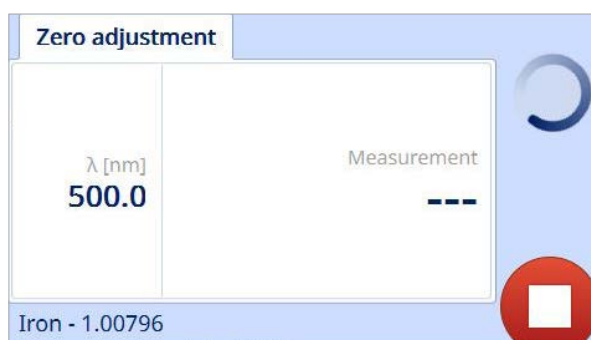 Zero adjustment
λ [nm]
500.0
Measurement
---
Iron - 1.00796